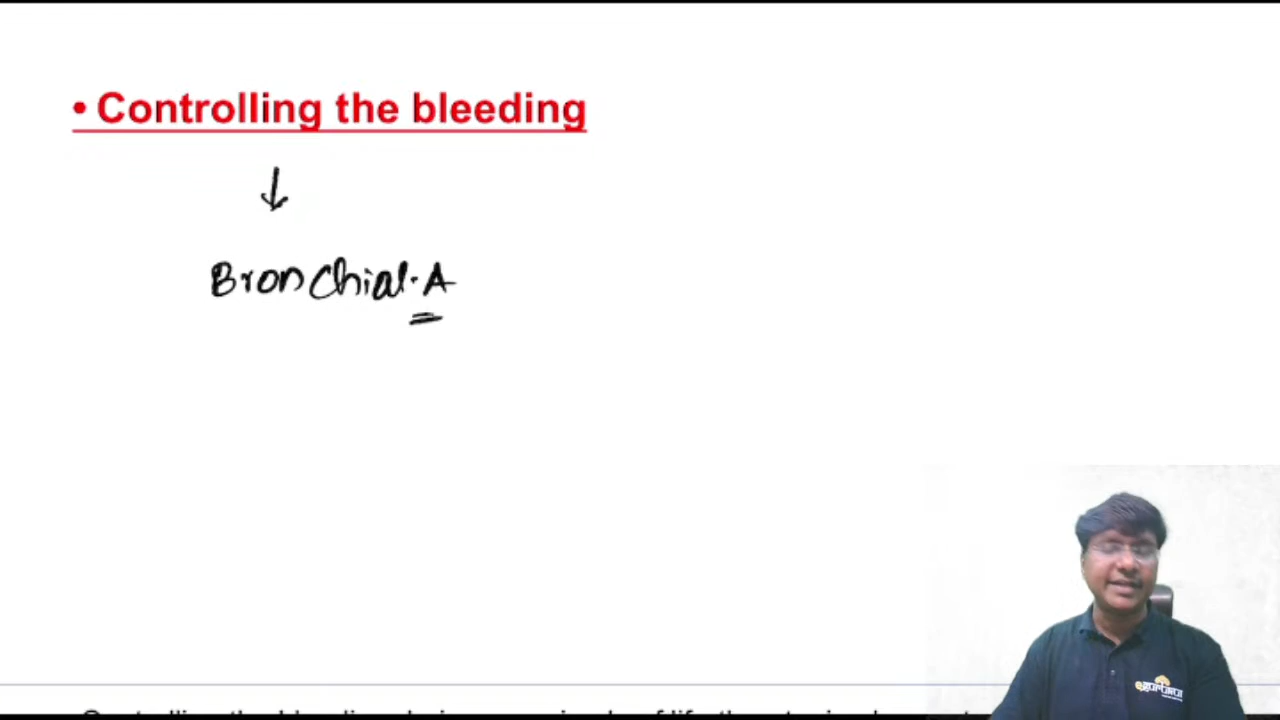 • Controlling the bleeding
↓
Bronchial.A